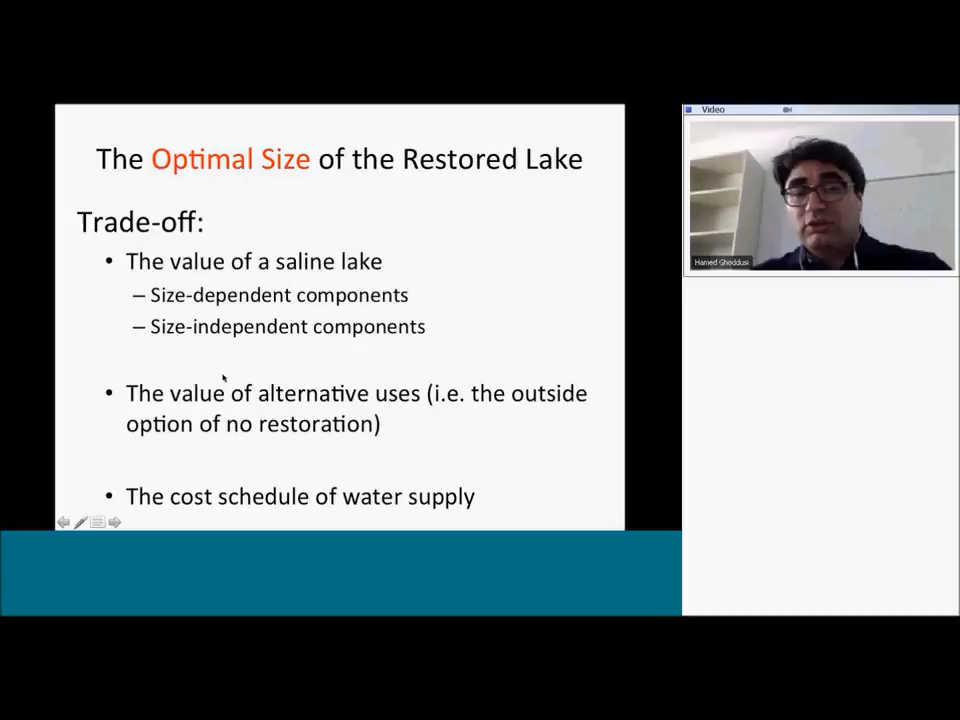 The Optimal Size of the Restored Lake
Trade-off:
• The value of a saline lake
– Size-dependent components
– Size-independent components
• The value of alternative uses (i.e. the outside
option of no restoration)
• The cost schedule of water supply
Video
Hamed Ghoddusi